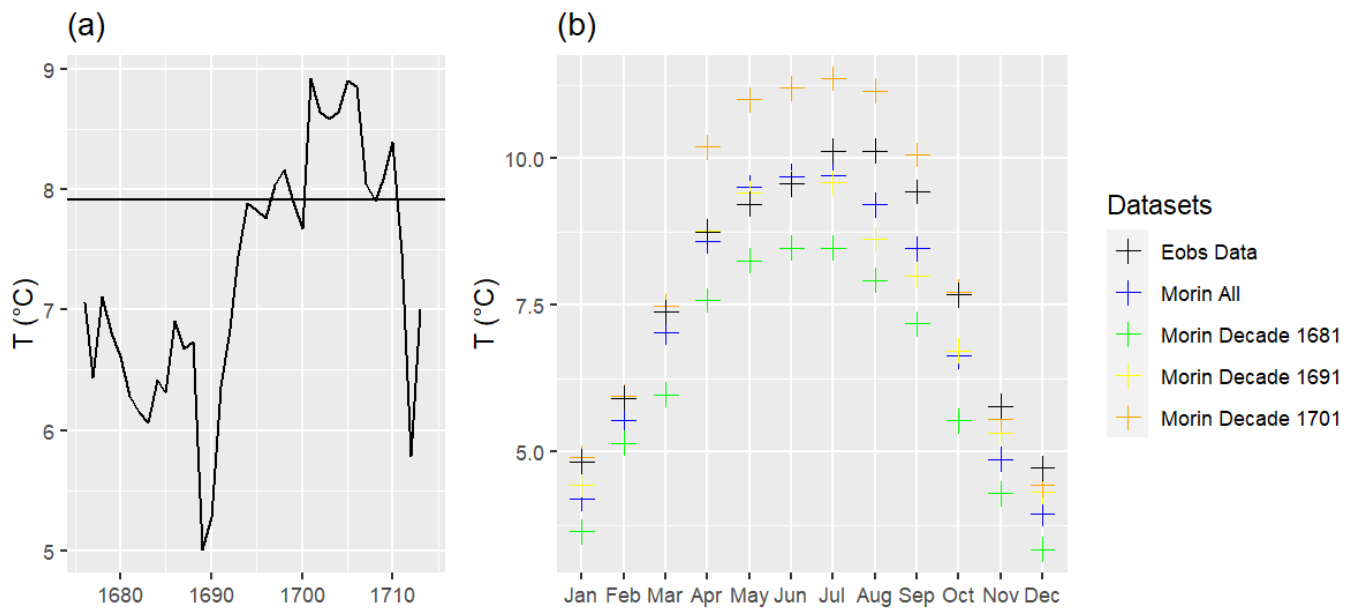 (a)
T (°C)
9
8
7
6
5
1680 1690 1700 1710
(b)
T (°C)
10.0
7.5
5.0
Jan Feb Mar Apr May Jun Jul Aug Sep Oct Nov Dec
Datasets
Eobs Data
Morin All
Morin Decade 1681
Morin Decade 1691
Morin Decade 1701